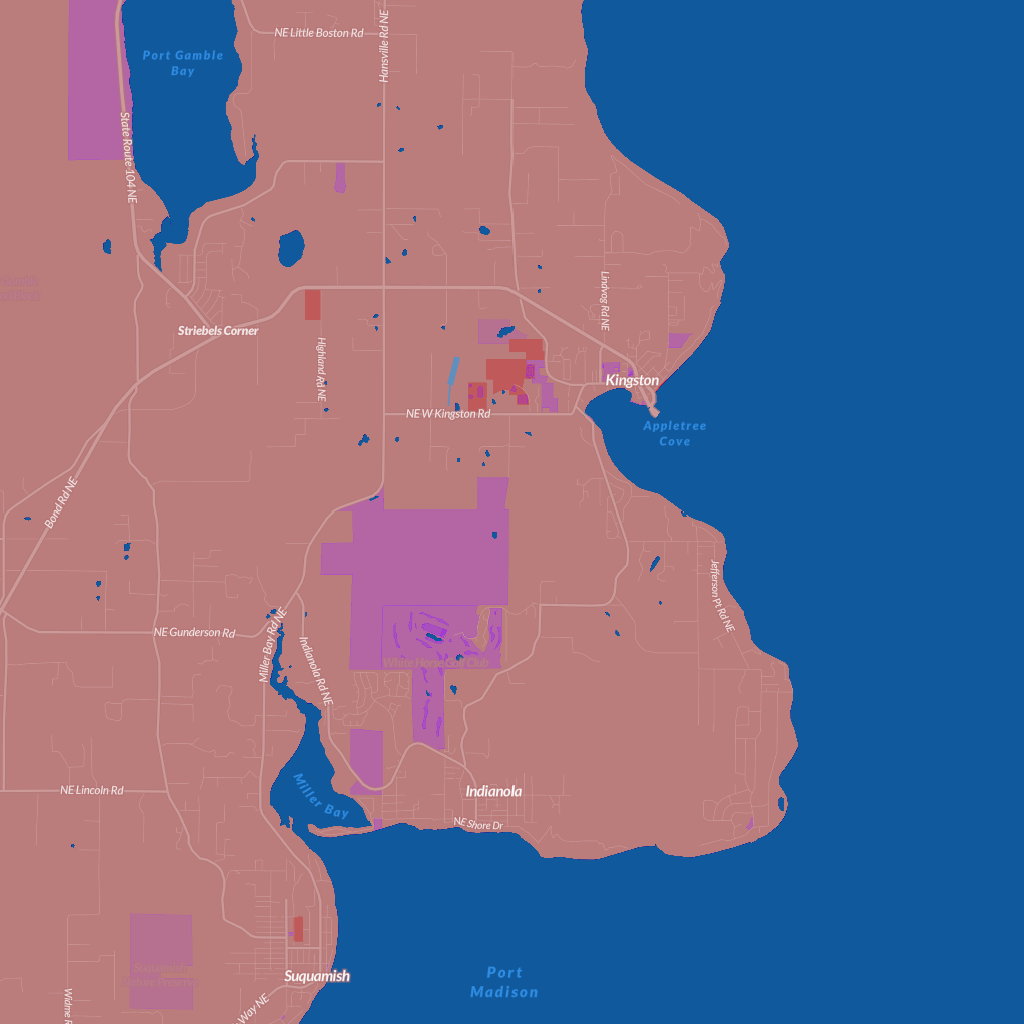 NE Little Boston Rd
Hansville Rd NE
Port Gamble
Bay
State Route 104 NE
Lindvog Rd NE
Striebels Corner
Highland Rd NE
Kingston
NE W Kingston Rd
Appletree
Cove
Bond Rd NE
Jefferson Pt Rd NE
NE Gunderson Rd
Miller Bay Rd NE
Indianola Rd NE
White Horse Golf Club
Miller Bay
NE Lincoln Rd
Indianola
NE Shore Dr
Suquamish
Port
Madison
Way NE